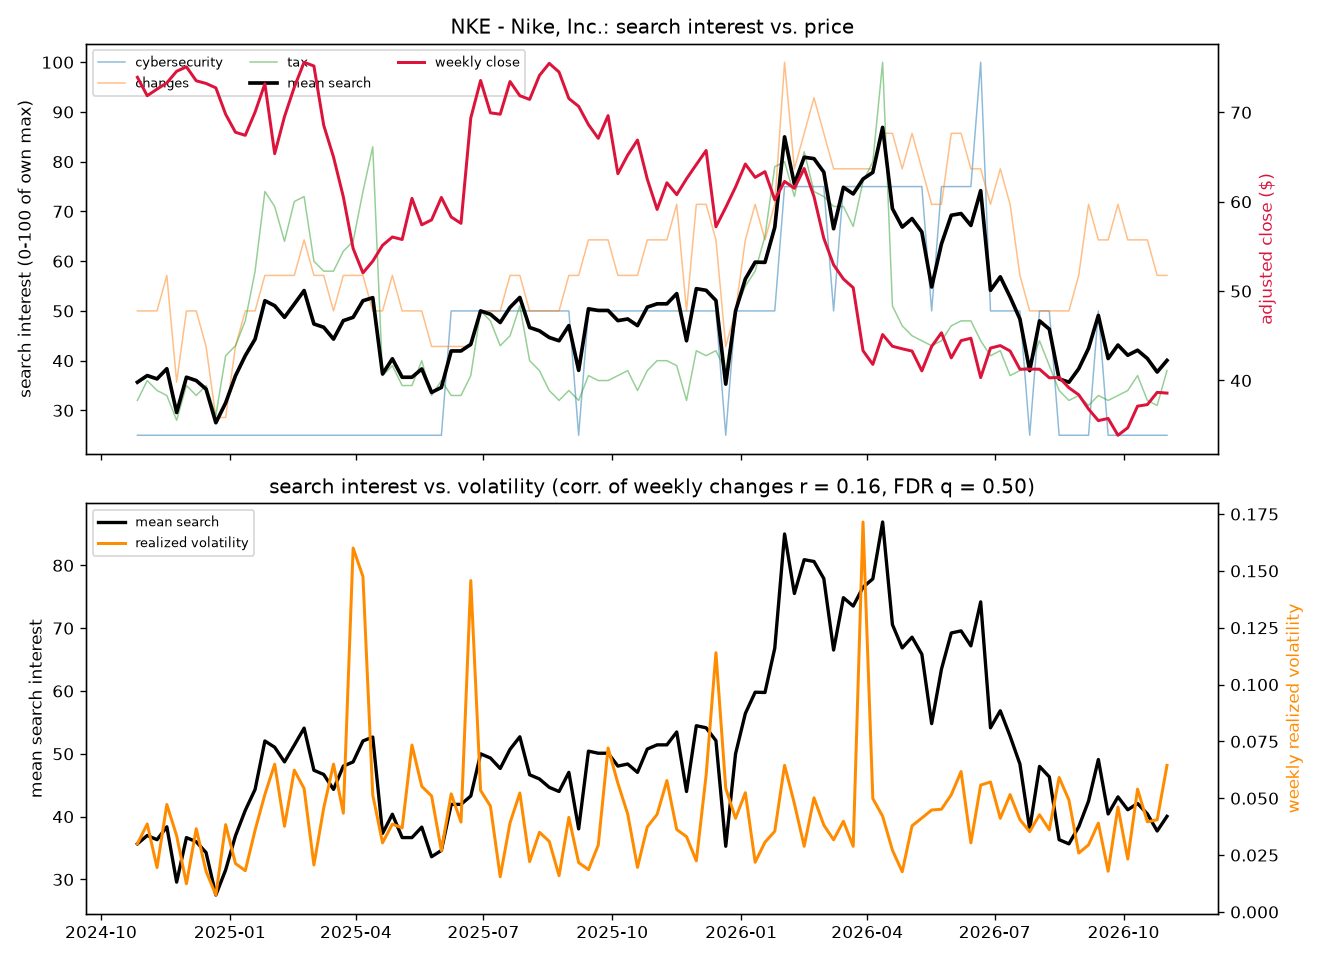 NKE - Nike, Inc.: search interest vs. price
cybersecurity
changes
tax
mean search
weekly close
100
90
80
70
60
50
40
30
search interest (0-100 of own max)
70
60
50
40
adjusted close ($)
search interest vs. volatility (corr. of weekly changes r = 0.16, FDR q = 0.50)
mean search
realized volatility
80
70
60
50
40
30
mean search interest
0.175
0.150
0.125
0.100
0.075
0.050
0.025
0.000
weekly realized volatility
2024-10 2025-01 2025-04 2025-07 2025-10 2026-01 2026-04 2026-07 2026-10